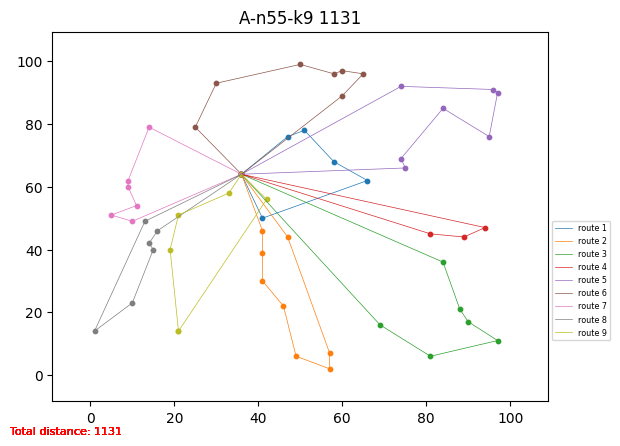 A-n55-k9 1131
100
80
60
40
20
0
0 20 40 60 80 100
route 1
route 2
route 3
route 4
route 5
route 6
route 7
route 8
route 9
Total distance: 1131